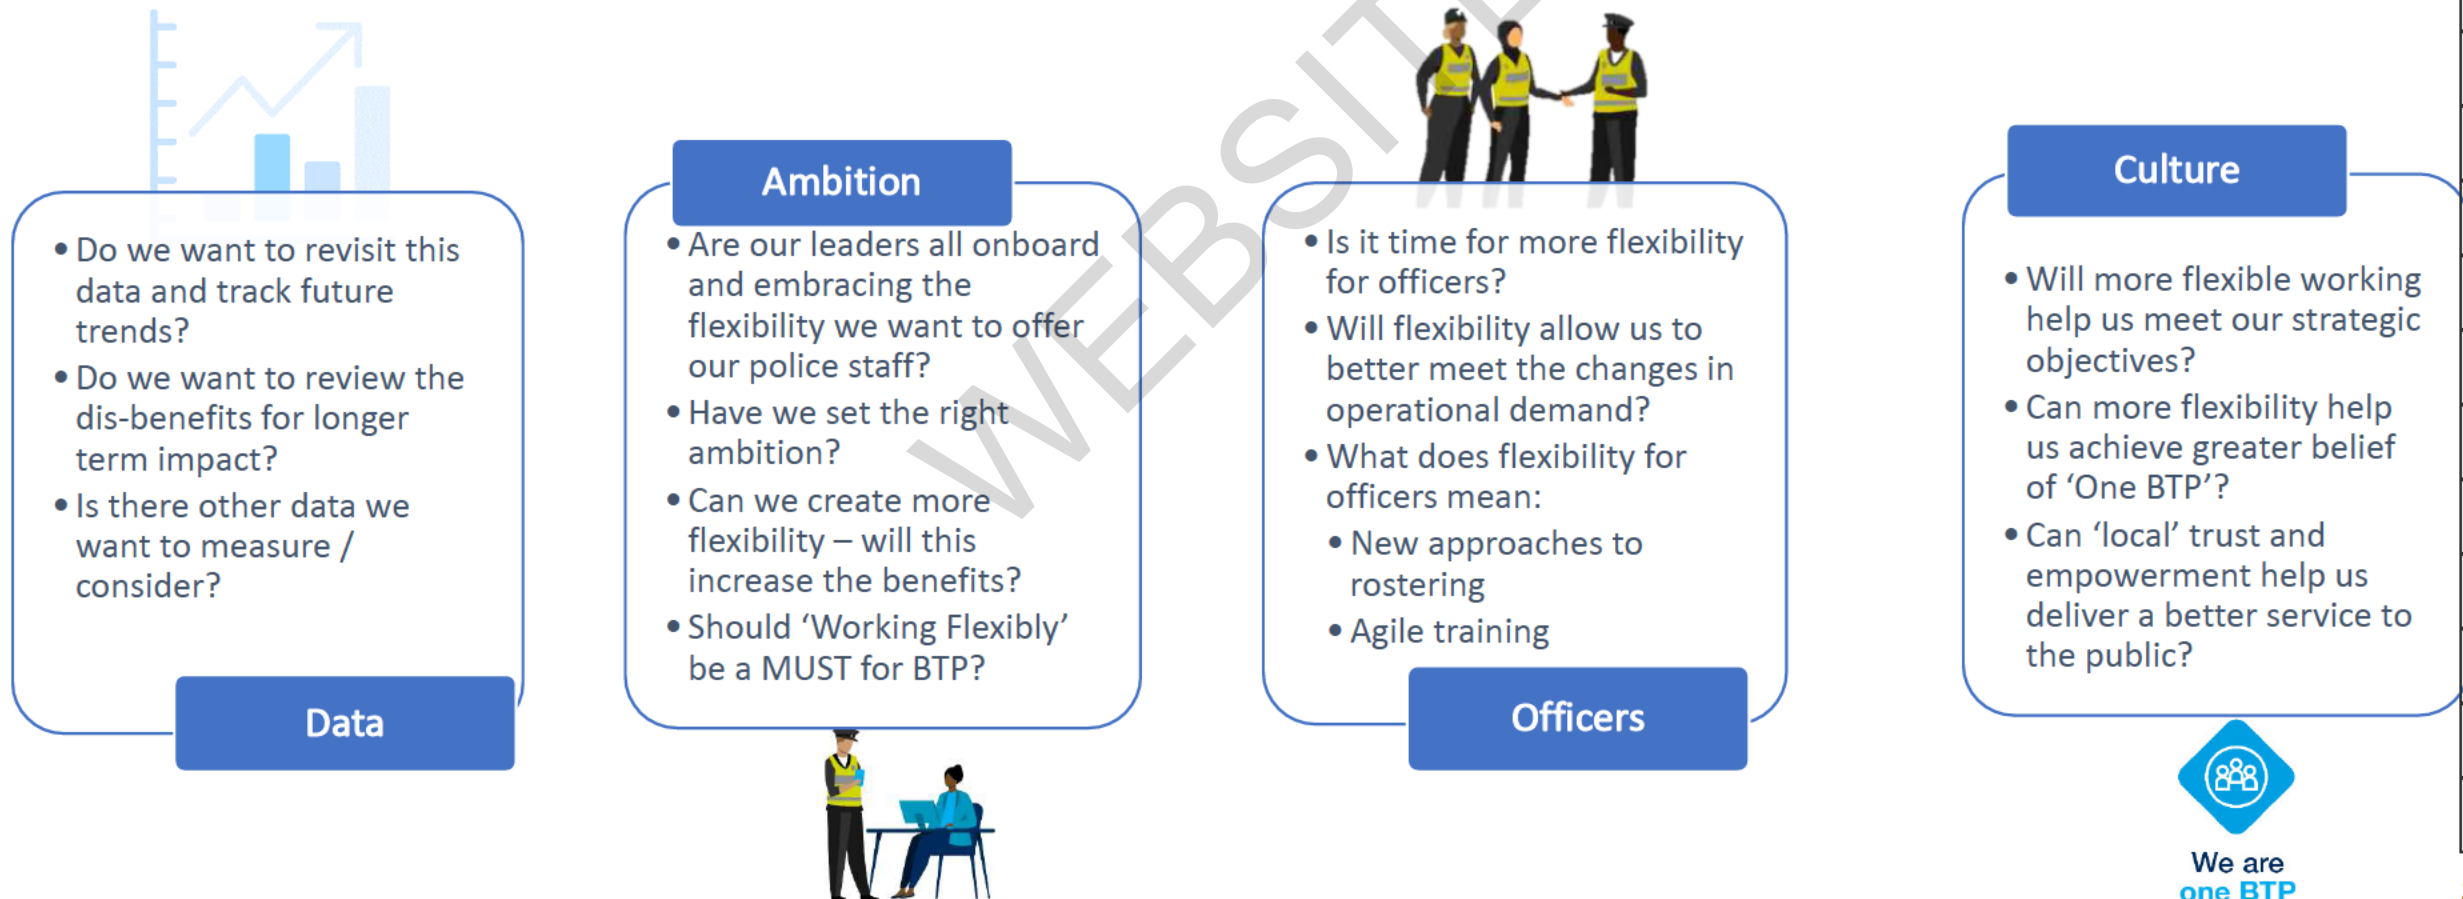 • Do we want to revisit this
data and track future
trends?
• Do we want to review the
dis-benefits for longer
term impact?
• Is there other data we
want to measure /
consider?
Data
Ambition
• Are our leaders all onboard
and embracing the
flexibility we want to offer
our police staff?
• Have we set the right
ambition?
• Can we create more
flexibility – will this
increase the benefits?
• Should ‘Working Flexibly’
be a MUST for BTP?
• Is it time for more flexibility
for officers?
• Will flexibility allow us to
better meet the changes in
operational demand?
• What does flexibility for
officers mean:
• New approaches to
rostering
• Agile training
Officers
Culture
• Will more flexible working
help us meet our strategic
objectives?
• Can more flexibility help
us achieve greater belief
of ‘One BTP’?
• Can ‘local’ trust and
empowerment help us
deliver a better service to
the public?
We are
one BTP
WEBSITE